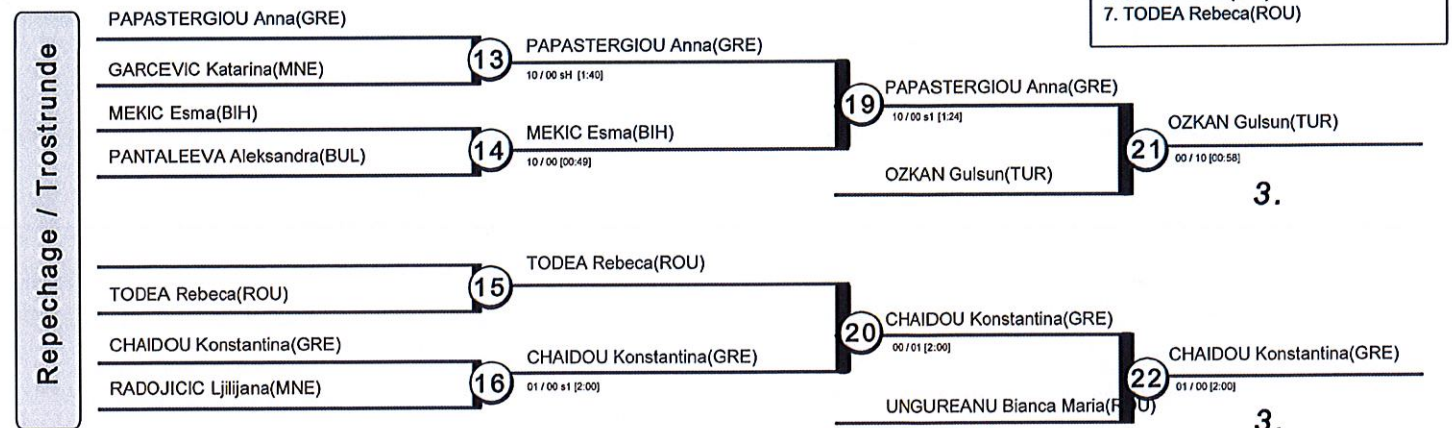 7. TODEA Rebeca(ROU)
Repechage / Trostrunde
PAPASTERGIOU Anna(GRE)
GARCEVIC Katarina(MNE)
13
PAPASTERGIOU Anna(GRE)
10 / 00 sH [1:40]
MEKIC Esma(BIH)
PANTALEEVA Aleksandra(BUL)
14
MEKIC Esma(BIH)
10 / 00 [00:49]
19
PAPASTERGIOU Anna(GRE)
10 / 00 s1 [1:24]
OZKAN Gulsun(TUR)
21
OZKAN Gulsun(TUR)
00 / 10 [00:58]
3.
TODEA Rebeca(ROU)
15
TODEA Rebeca(ROU)
CHAIDOU Konstantina(GRE)
RADOJICIC Ljilijana(MNE)
16
CHAIDOU Konstantina(GRE)
01 / 00 s1 [2:00]
20
CHAIDOU Konstantina(GRE)
00 / 01 [2:00]
UNGUREANU Bianca Maria(ROU)
22
CHAIDOU Konstantina(GRE)
01 / 00 [2:00]
3.